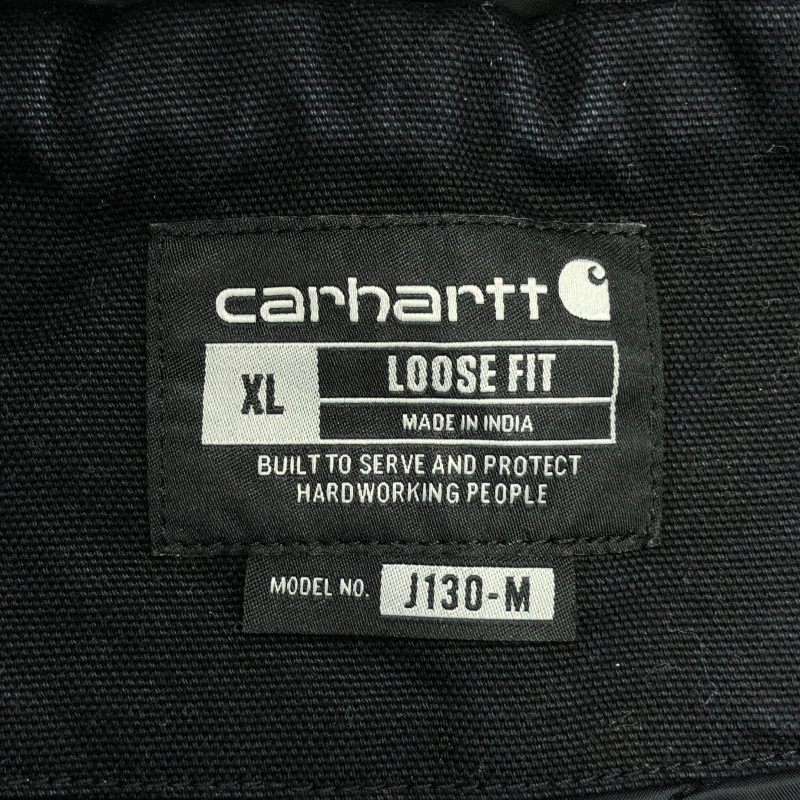 carhartt
XL
LOOSE FIT
MADE IN INDIA
BUILT TO SERVE AND PROTECT
HARDWORKING PEOPLE
MODEL NO. J130-M